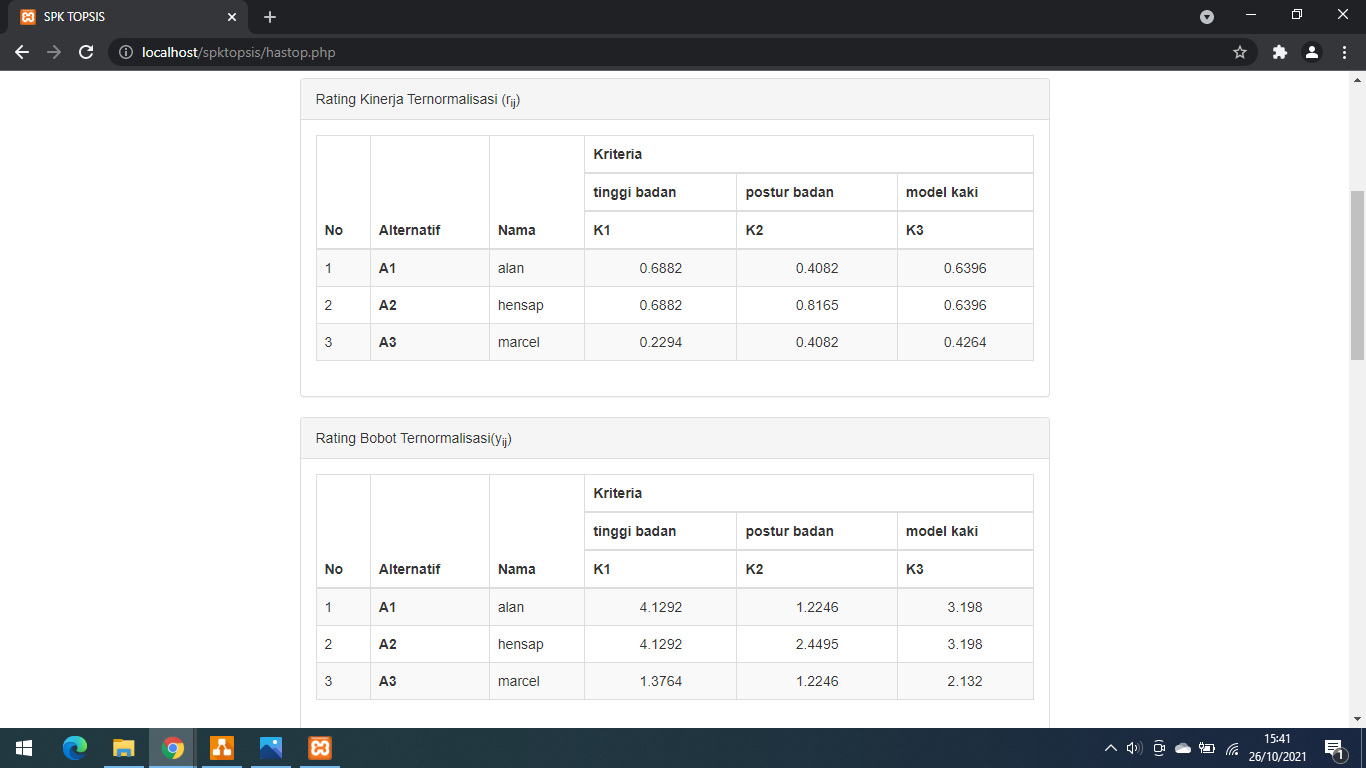 SPK TOPSIS
localhost/spktopsis/hastop.php
Rating Kinerja Ternormalisasi (rij)
Kriteria
tinggi badan postur badan model kaki
No Alternatif Nama K1 K2 K3
1 A1 alan 0.6882 0.4082 0.6396
2 A2 hensap 0.6882 0.8165 0.6396
3 A3 marcel 0.2294 0.4082 0.4264
Rating Bobot Ternormalisasi(yij)
Kriteria
tinggi badan postur badan model kaki
No Alternatif Nama K1 K2 K3
1 A1 alan 4.1292 1.2246 3.198
2 A2 hensap 4.1292 2.4495 3.198
3 A3 marcel 1.3764 1.2246 2.132
15:41
26/10/2021
1